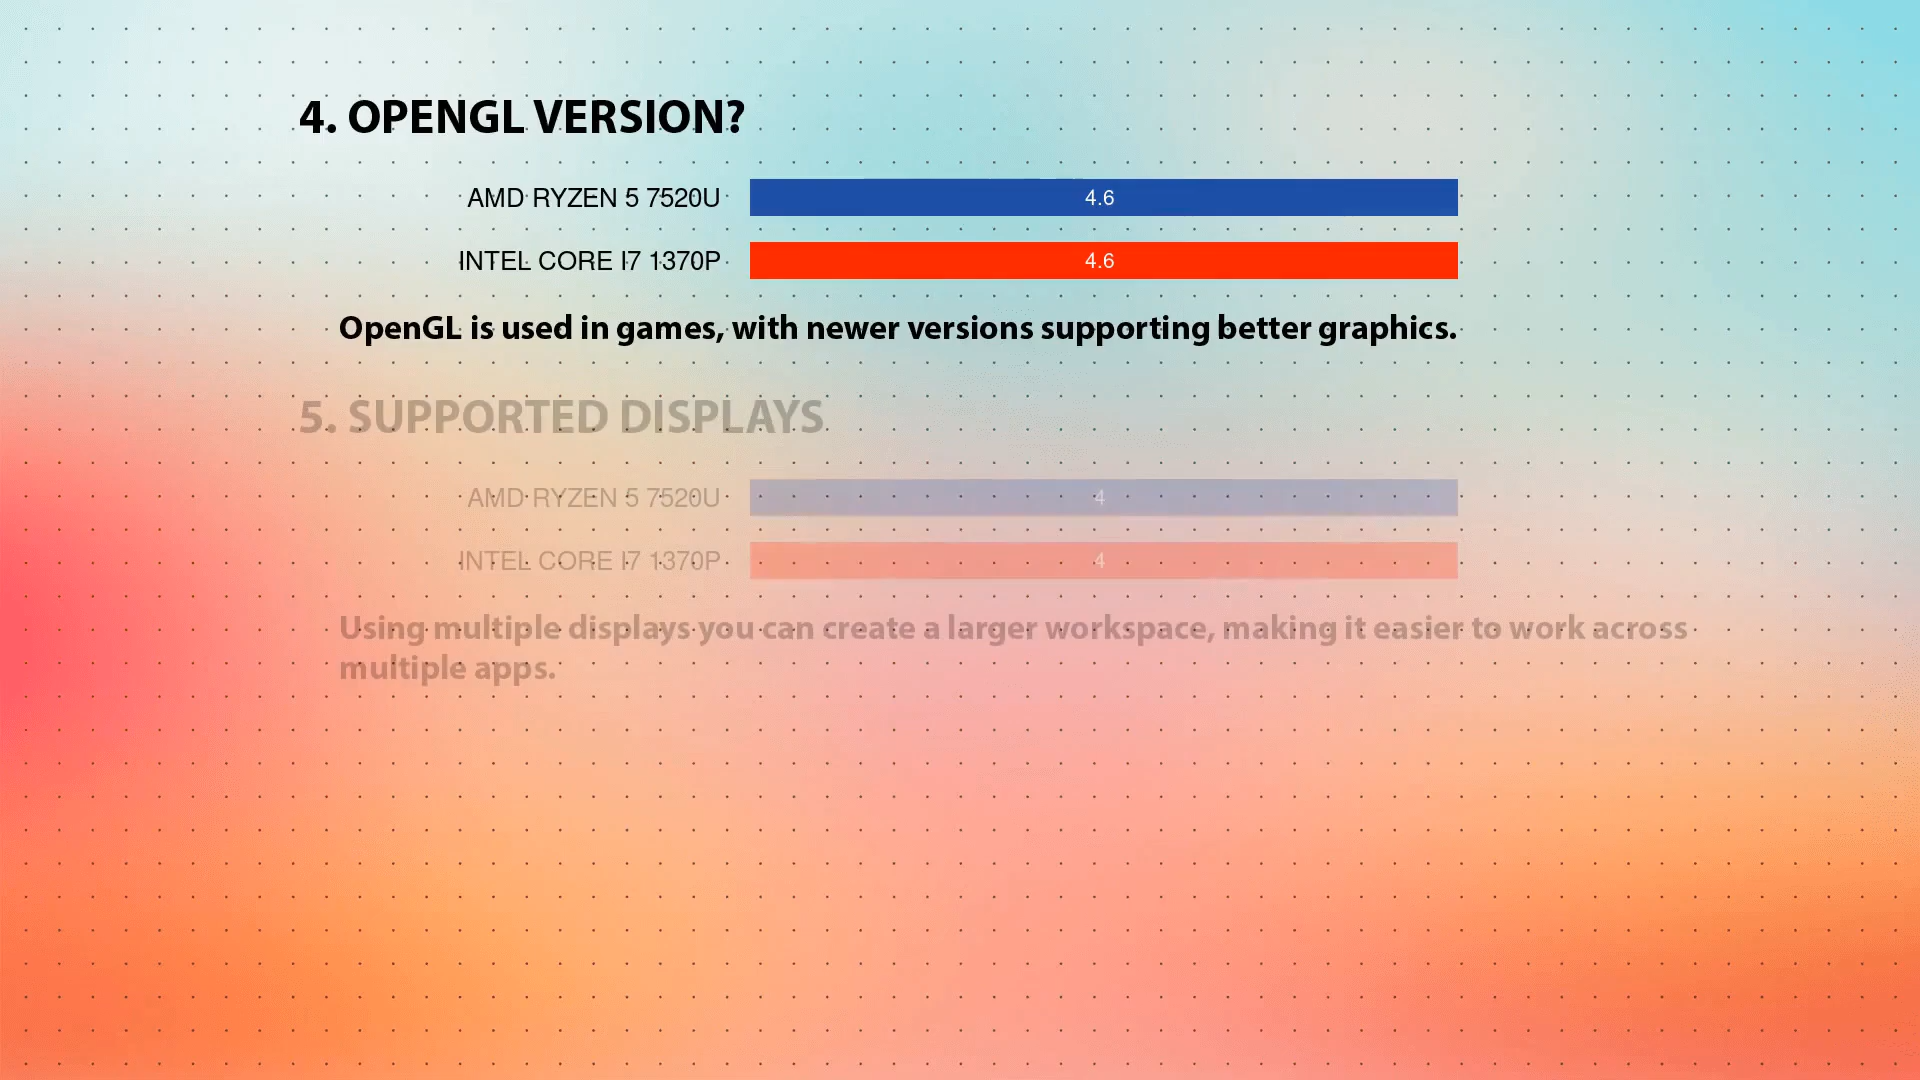 4. OPENGL VERSION?
AMD RYZEN 5 7520U
4.6
INTEL CORE I7 1370P
4.6
OpenGL is used in games, with newer versions supporting better graphics.
5. SUPPORTED DISPLAYS
AMD RYZEN 5 7520U
4
INTEL CORE I7 1370P
4
Using multiple displays you can create a larger workspace, making it easier to work across
multiple apps.